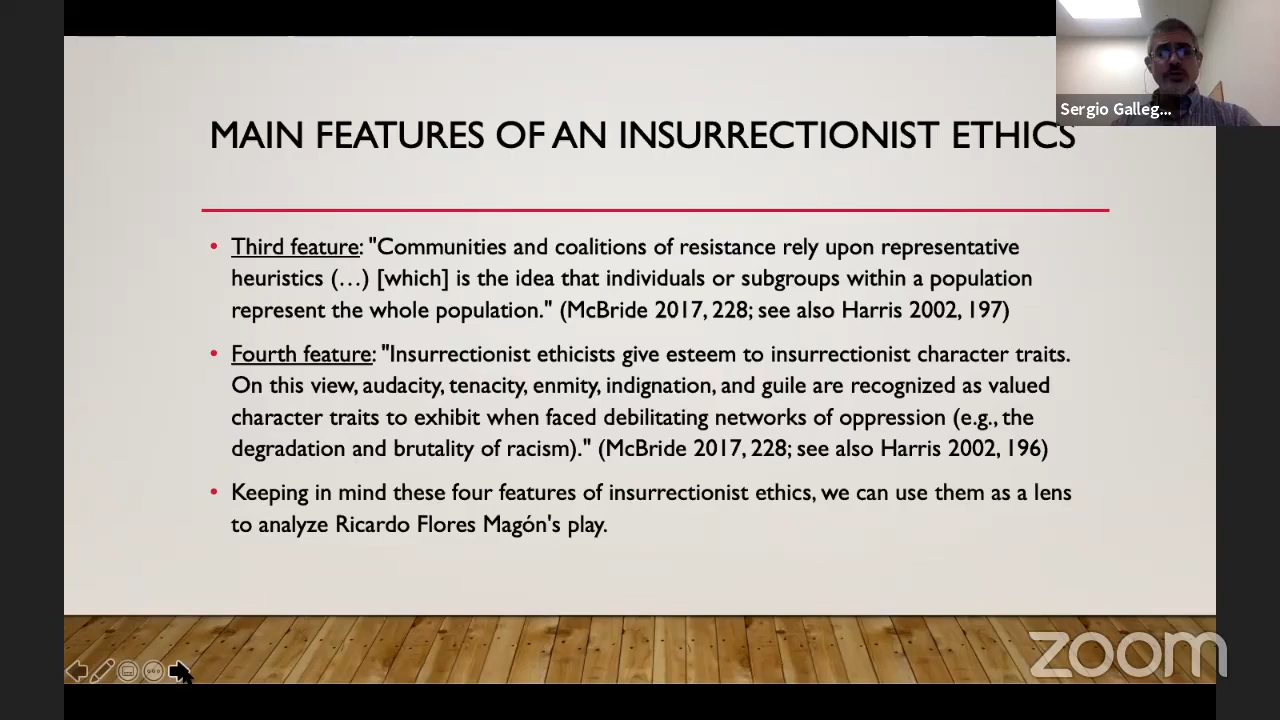 Sergio Galleg...
MAIN FEATURES OF AN INSURRECTIONIST ETHICS
• Third feature: "Communities and coalitions of resistance rely upon representative
heuristics (…) [which] is the idea that individuals or subgroups within a population
represent the whole population." (McBride 2017, 228; see also Harris 2002, 197)
• Fourth feature: "Insurrectionist ethicists give esteem to insurrectionist character traits.
On this view, audacity, tenacity, enmity, indignation, and guile are recognized as valued
character traits to exhibit when faced debilitating networks of oppression (e.g., the
degradation and brutality of racism)." (McBride 2017, 228; see also Harris 2002, 196)
• Keeping in mind these four features of insurrectionist ethics, we can use them as a lens
to analyze Ricardo Flores Magón's play.
zoom